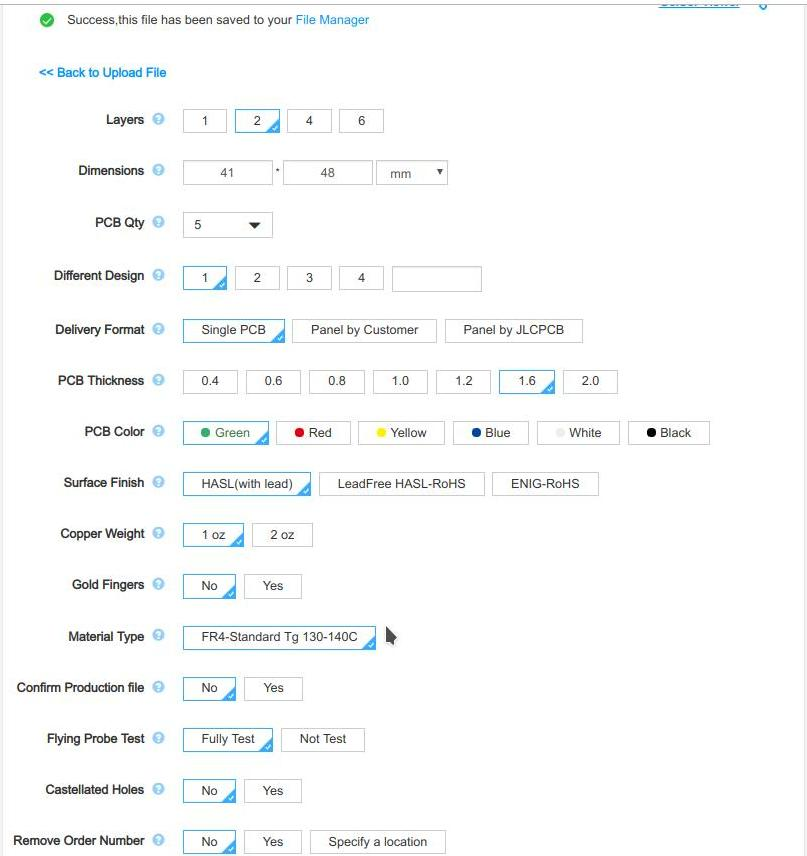 Success,this file has been saved to your File Manager
<< Back to Upload File
Layers ? 1 2 4 6
Dimensions ? 41 * 48 mm
PCB Qty ? 5
Different Design ? 1 2 3 4
Delivery Format ? Single PCB Panel by Customer Panel by JLCPCB
PCB Thickness ? 0.4 0.6 0.8 1.0 1.2 1.6 2.0
PCB Color ? Green Red Yellow Blue White Black
Surface Finish ? HASL(with lead) LeadFree HASL-RoHS ENIG-RoHS
Copper Weight ? 1 oz 2 oz
Gold Fingers ? No Yes
Material Type ? FR4-Standard Tg 130-140C
Confirm Production file ? No Yes
Flying Probe Test ? Fully Test Not Test
Castellated Holes ? No Yes
Remove Order Number ? No Yes Specify a location